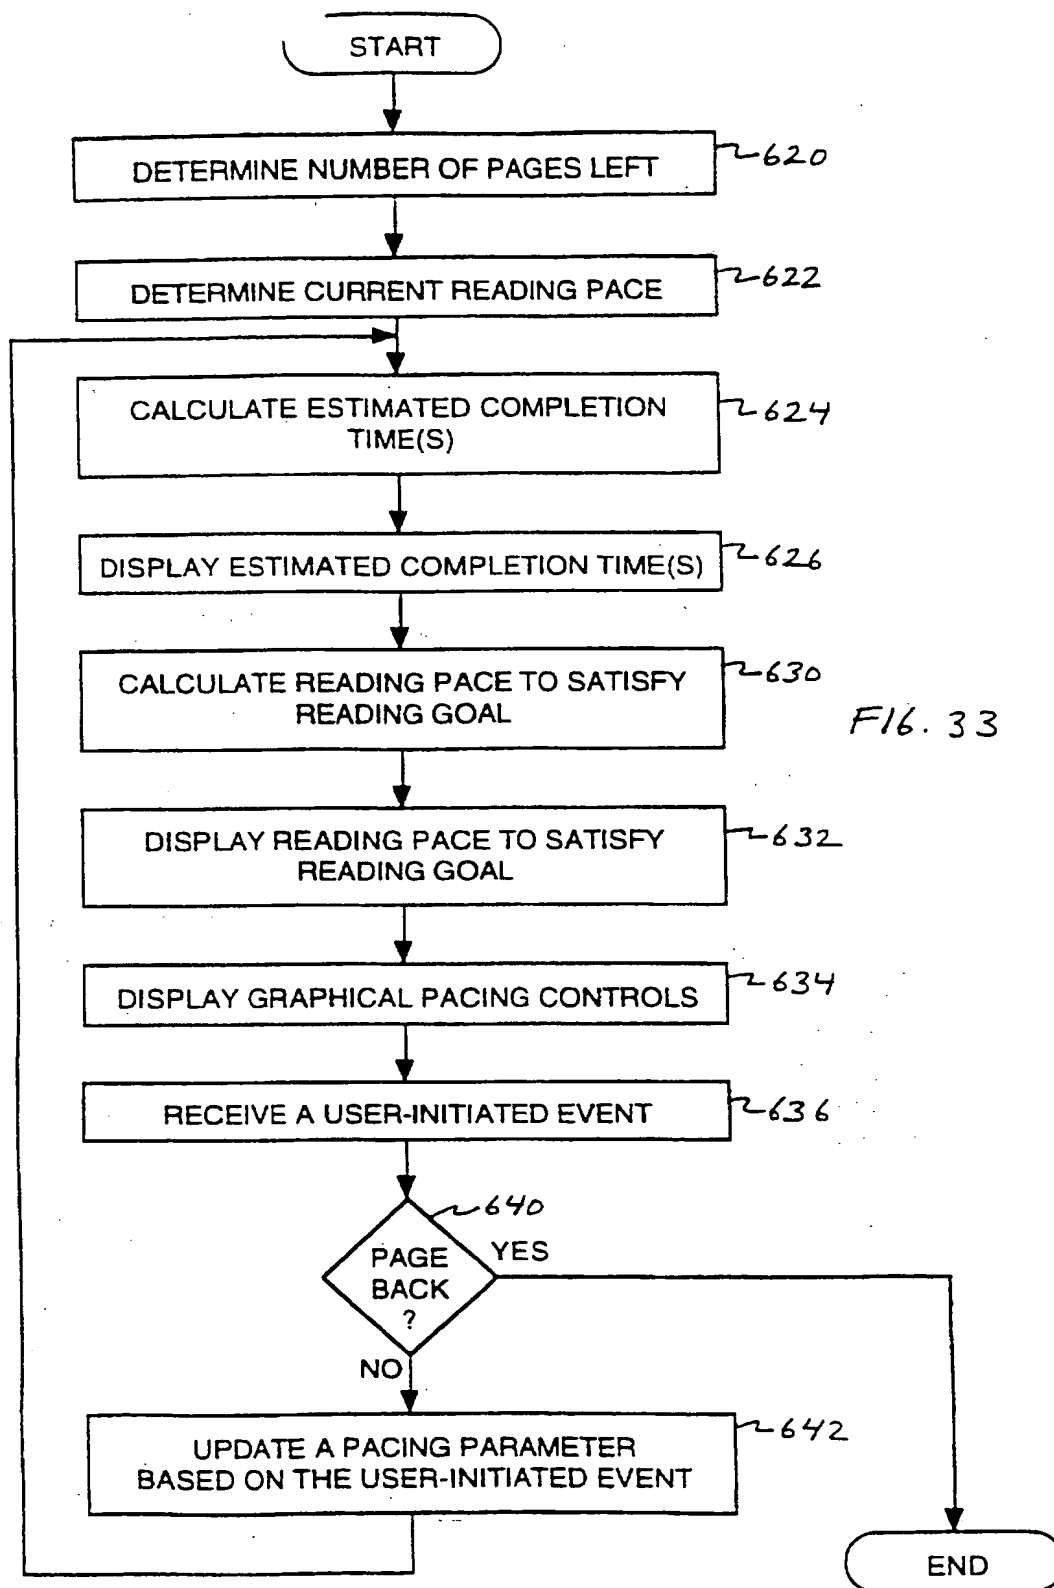 START
DETERMINE NUMBER OF PAGES LEFT
620
DETERMINE CURRENT READING PACE
622
CALCULATE ESTIMATED COMPLETION
TIME(S)
624
DISPLAY ESTIMATED COMPLETION TIME(S)
626
CALCULATE READING PACE TO SATISFY
READING GOAL
630
FIG. 33
DISPLAY READING PACE TO SATISFY
READING GOAL
632
DISPLAY GRAPHICAL PACING CONTROLS
634
RECEIVE A USER-INITIATED EVENT
636
640
PAGE
BACK
?
YES
NO
UPDATE A PACING PARAMETER
BASED ON THE USER-INITIATED EVENT
642
END